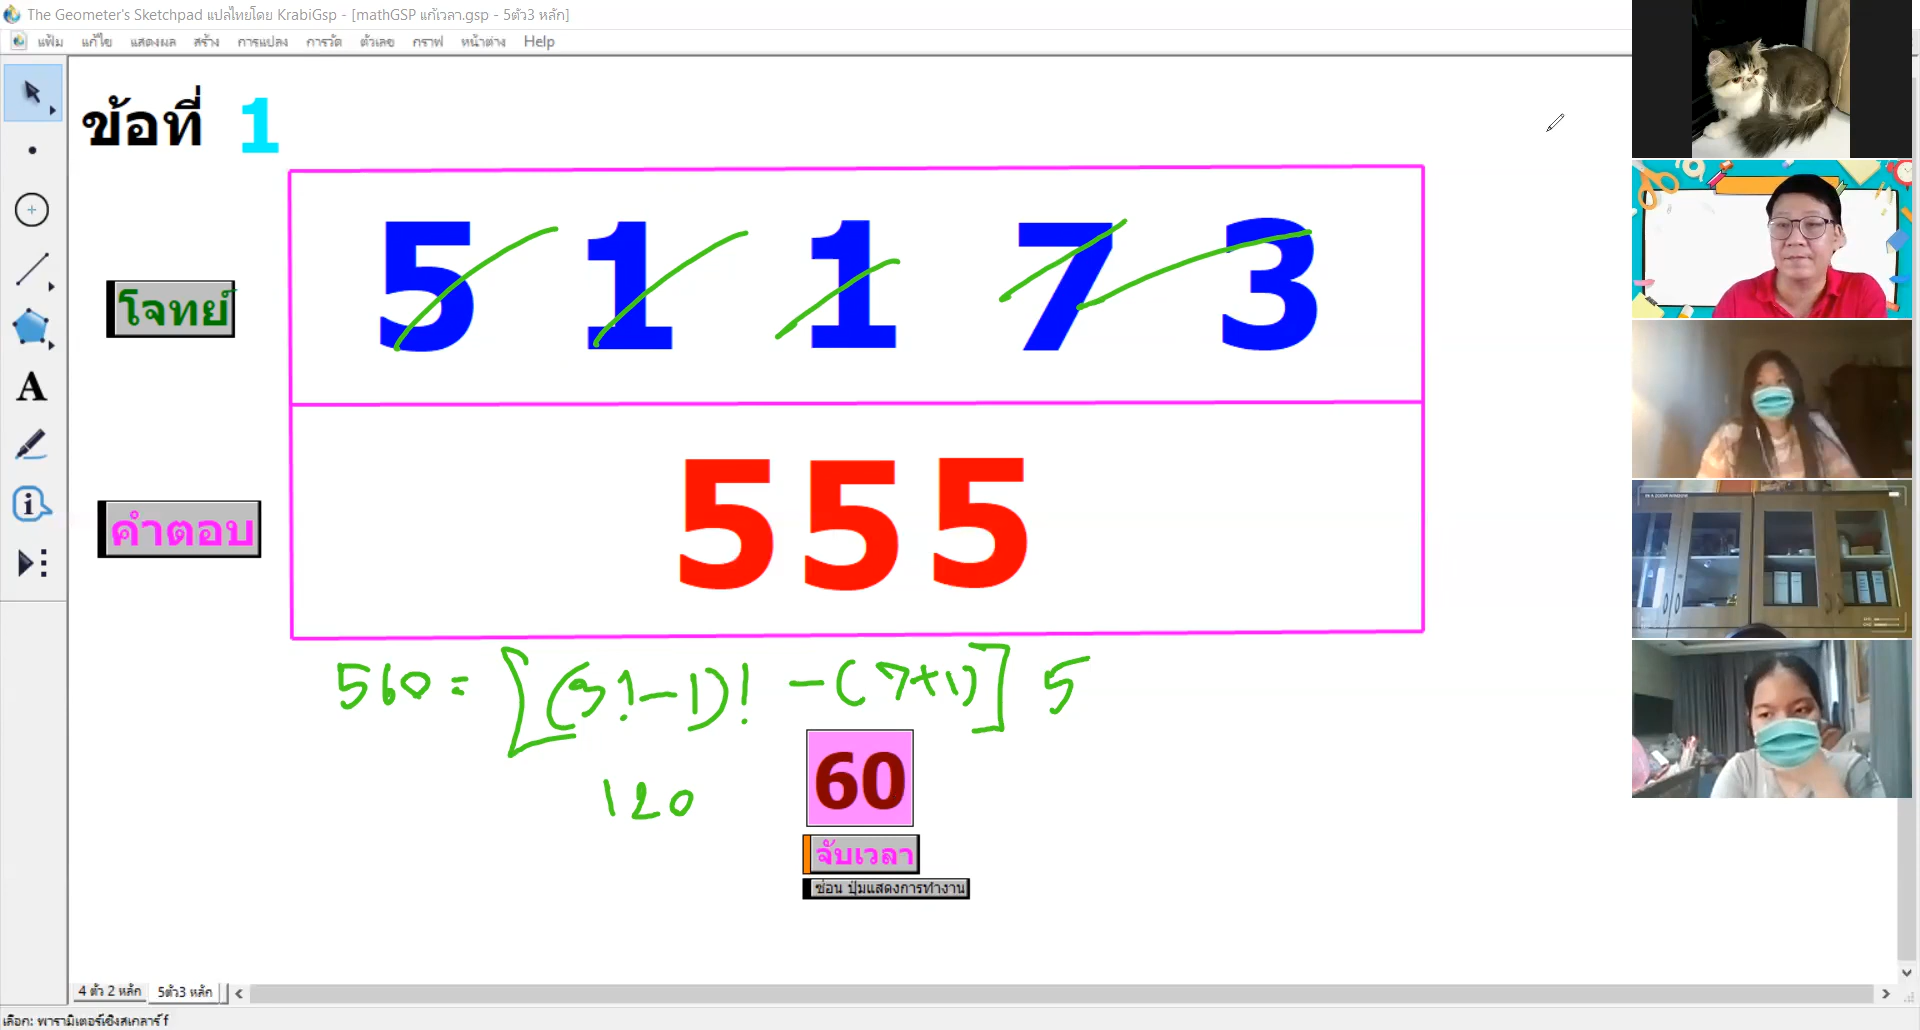 The Geometer's Sketchpad แปลไทยโดย KrabiGsp - [mathGSP แก้เวลา.gsp - 5ตัว3 หลัก]
แฟ้ม แก้ไข แสดงผล สร้าง การแปลง การวัด ตัวเลข กราฟ หน้าต่าง Help
ข้อที่ 1
โจทย์
5 1 1 7 3
คำตอบ
555
560 = [(3!-1)! -(7+1)] 5
120
60
จับเวลา
ซ่อน ปุ่มแสดงการทำงาน
4 ตัว 2 หลัก 5ตัว3 หลัก
เลือก: พารามิเตอร์เชิงสเกลาร์ f